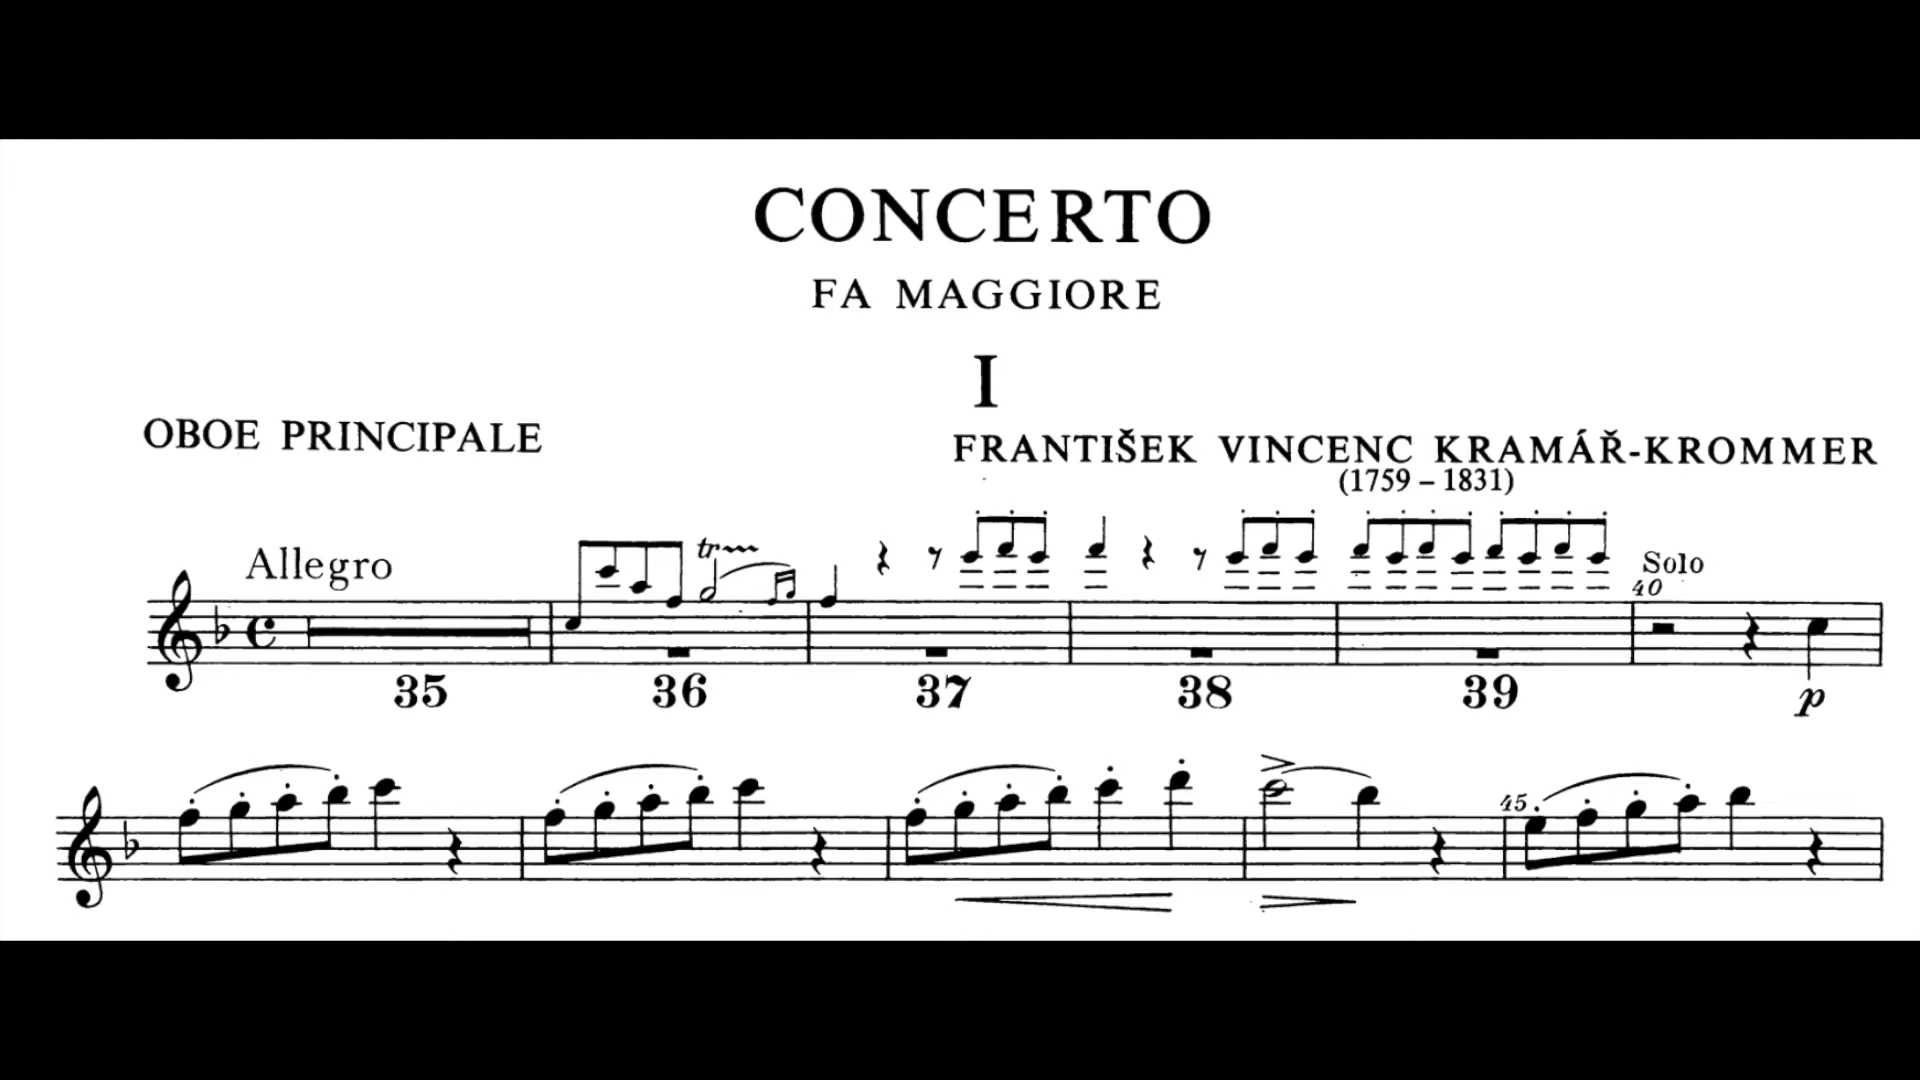 CONCERTO
FA MAGGIORE
I
OBOE PRINCIPALE
FRANTIŠEK VINCENC KRAMÁŘ-KROMMER
(1759 – 1831)
Allegro
tr
Solo
40
35 36 37 38 39 p
45